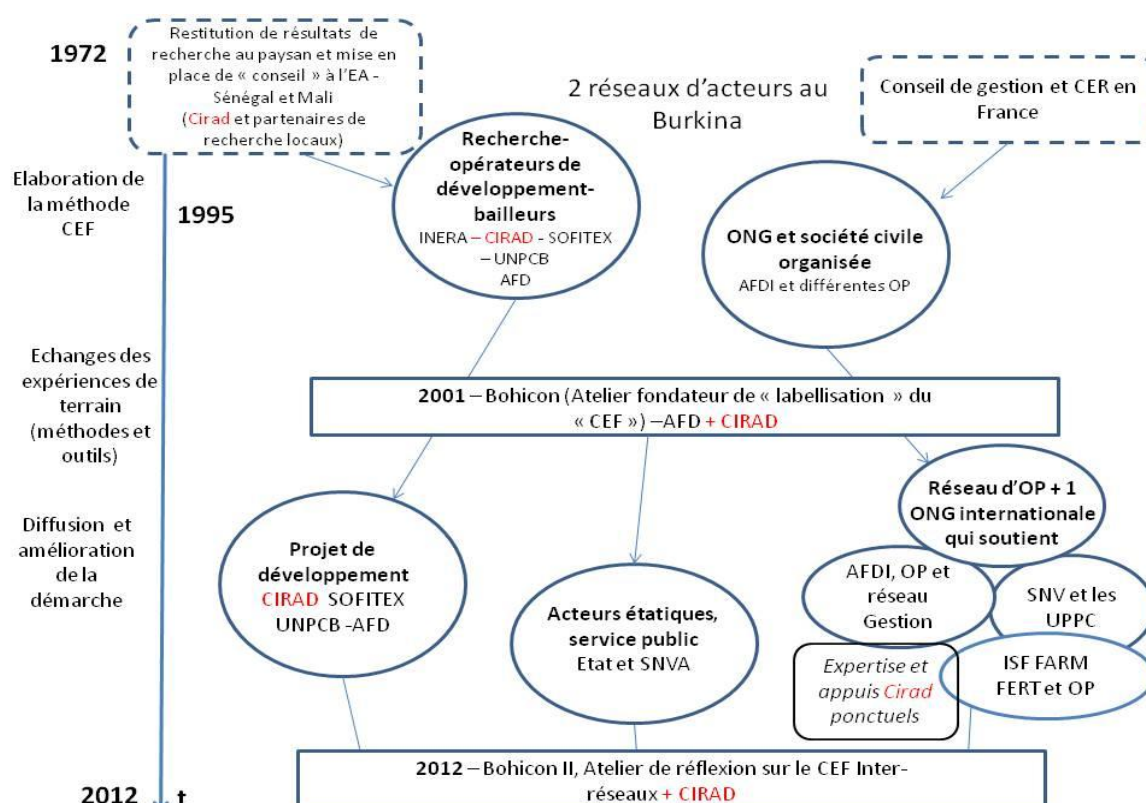 1972
Restitution de résultats de
recherche au paysan et mise en
place de « conseil » à l'EA -
Sénégal et Mali
(Cirad et partenaires de
recherche locaux)
2 réseaux d'acteurs au
Burkina
Conseil de gestion et CER en
France
Elaboration de
la méthode
CEF
1995
Recherche-
opérateurs de
développement-
bailleurs
INERA – CIRAD - SOFITEX
– UNPCB
AFD
ONG et société civile
organisée
AFDI et différentes OP
Echanges des
expériences de
terrain
(méthodes et
outils)
2001 – Bohicon (Atelier fondateur de « labellisation » du
« CEF ») –AFD + CIRAD
Diffusion et
amélioration
de la
démarche
Projet de
développement
CIRAD SOFITEX
UNPCB -AFD
Acteurs étatiques,
service public
Etat et SNVA
Réseau d'OP + 1
ONG internationale
qui soutient
AFDI, OP et
réseau
Gestion
SNV et les
UPPC
ISF FARM
FERT et OP
Expertise et
appuis Cirad
ponctuels
2012 – Bohicon II, Atelier de réflexion sur le CEF Inter-
réseaux + CIRAD
2012 t